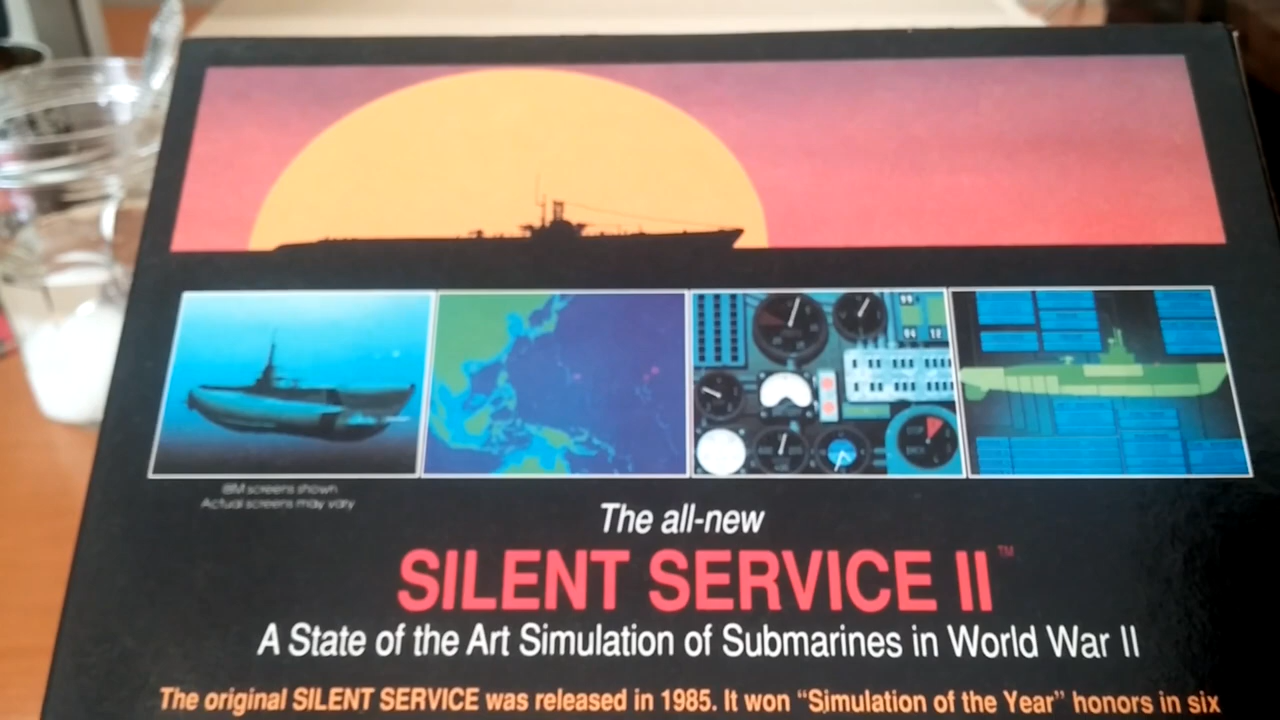 IBM screens shown.
Actual screens may vary
The all-new
SILENT SERVICE II™
A State of the Art Simulation of Submarines in World War II
The original SILENT SERVICE was released in 1985. It won “Simulation of the Year” honors in six